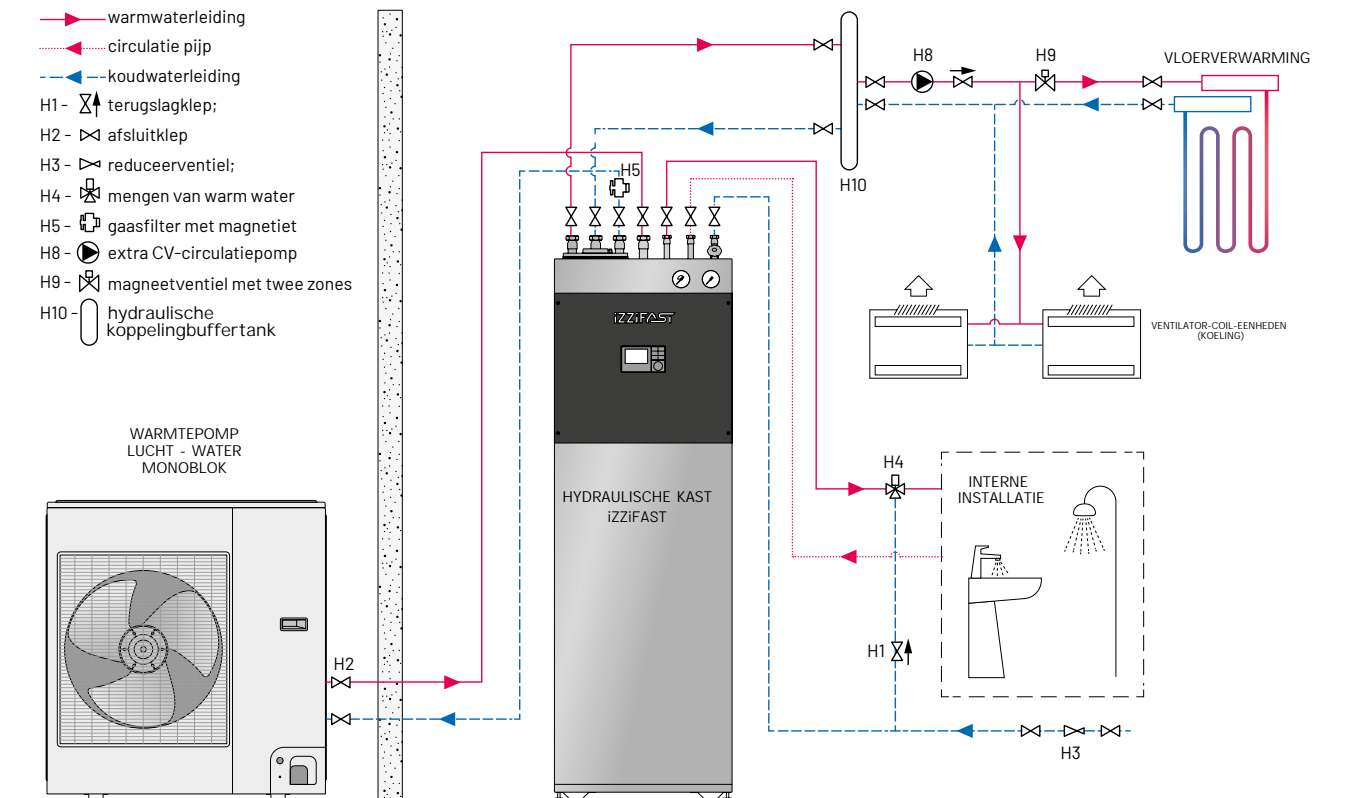 warmwaterleiding
circulatie pijp
koudwaterleiding
H1 - terugslagklep;
H2 - afsluitklep
H3 - reduceerventiel;
H4 - mengen van warm water
H5 - gaasfilter met magnetiet
H8 - extra CV-circulatiepomp
H9 - magneetventiel met twee zones
H10 - hydraulische
koppelingbuffertank
H8
H9
VLOERVERWARMING
H5
H10
iZZiFAST
VENTILATOR-COIL-EENHEDEN
(KOELING)
WARMTEPOMP
LUCHT - WATER
MONOBLOK
HYDRAULISCHE KAST
iZZiFAST
H4
INTERNE
INSTALLATIE
H2
H1
H3